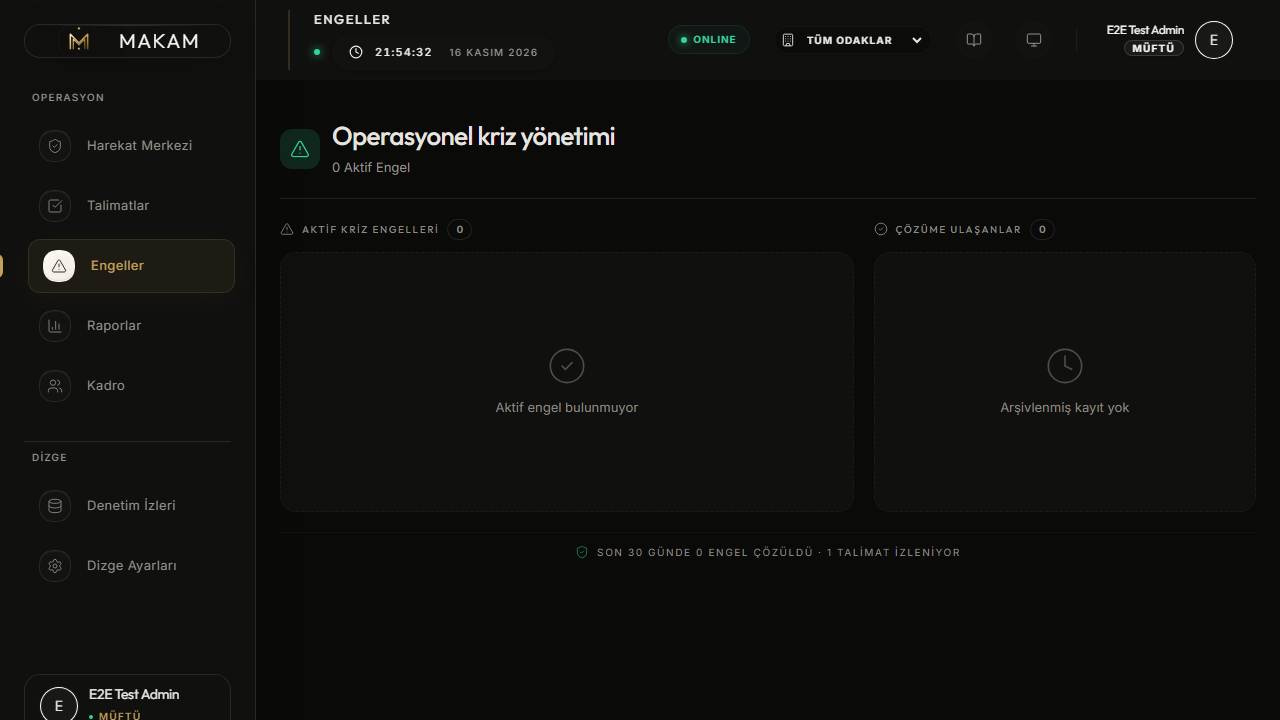 MAKAM
OPERASYON
Harekat Merkezi
Talimatlar
Engeller
Raporlar
Kadro
DİZGE
Denetim İzleri
Dizge Ayarları
E
E2E Test Admin
MÜFTÜ
ENGELLER
21:54:32 16 KASIM 2026
ONLINE
TÜM ODAKLAR
E2E Test Admin
MÜFTÜ
E
Operasyonel kriz yönetimi
0 Aktif Engel
AKTİF KRİZ ENGELLERİ 0
Aktif engel bulunmuyor
ÇÖZÜME ULAŞANLAR 0
Arşivlenmiş kayıt yok
SON 30 GÜNDE 0 ENGEL ÇÖZÜLDÜ · 1 TALİMAT İZLENİYOR